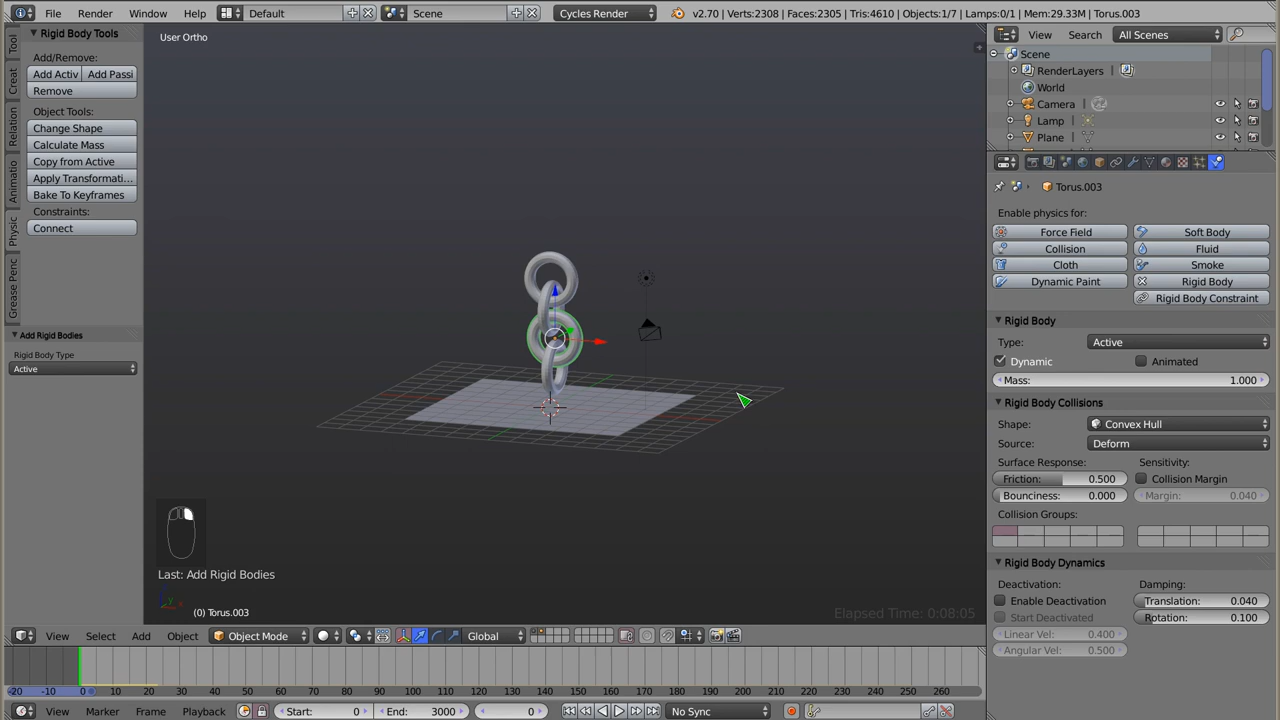 File Render Window Help Default Scene Cycles Render v2.70 | Verts:2308 | Faces:2305 | Tris:4610 | Objects:1/7 | Lamps:0/1 | Mem:29.33M | Torus.003
Rigid Body Tools
Add/Remove:
Add Activ Add Passi
Remove
Object Tools:
Change Shape
Calculate Mass
Copy from Active
Apply Transformati...
Bake To Keyframes
Constraints:
Connect
Tool
Creat
Relation
Animatio
Physic
Grease Penc
Add Rigid Bodies
Rigid Body Type
Active
User Ortho
Last: Add Rigid Bodies
(0) Torus.003
Elapsed Time: 0:08:05
View Search All Scenes
Scene
RenderLayers
World
Camera
Lamp
Plane
Torus.003
Enable physics for:
Force Field Soft Body
Collision Fluid
Cloth Smoke
Dynamic Paint Rigid Body
Rigid Body Constraint
Rigid Body
Type: Active
Dynamic Animated
Mass: 1.000
Rigid Body Collisions
Shape: Convex Hull
Source: Deform
Surface Response: Sensitivity:
Friction: 0.500 Collision Margin
Bounciness: 0.000 Margin: 0.040
Collision Groups:
Rigid Body Dynamics
Deactivation: Damping:
Enable Deactivation Translation: 0.040
Start Deactivated Rotation: 0.100
Linear Vel: 0.400
Angular Vel: 0.500
View Select Add Object Object Mode Global
-20 -10 0 10 20 30 40 50 60 70 80 90 100 110 120 130 140 150 160 170 180 190 200 210 220 230 240 250 260
View Marker Frame Playback Start: 0 End: 3000 0 No Sync